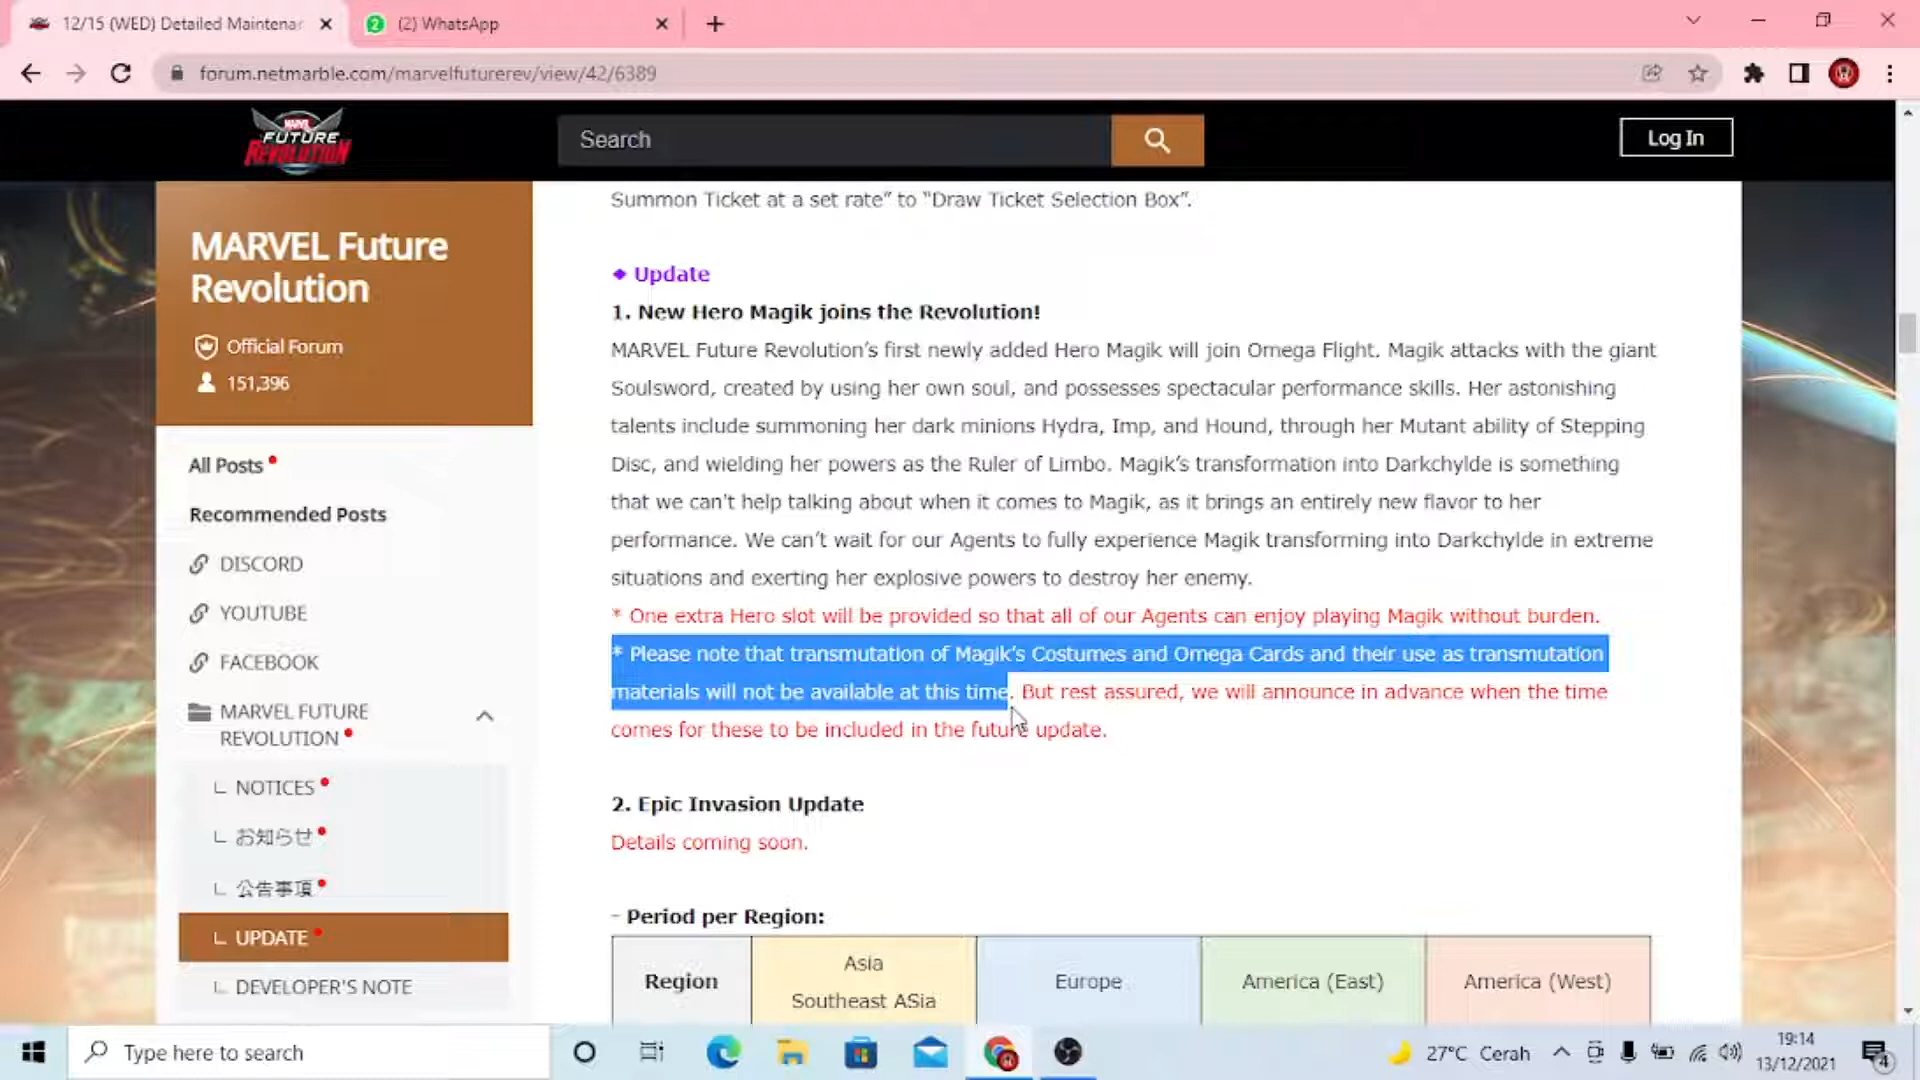 12/15 (WED) Detailed Maintenan
(2) WhatsApp
forum.netmarble.com/marvelfuturerev/view/42/6389
MARVEL
FUTURE
REVOLUTION
Search
Log In
MARVEL Future
Revolution
Official Forum
151,396
All Posts
Recommended Posts
DISCORD
YOUTUBE
FACEBOOK
MARVEL FUTURE
REVOLUTION
NOTICES
お知らせ
公告事項
UPDATE
DEVELOPER'S NOTE
Summon Ticket at a set rate” to “Draw Ticket Selection Box”.
◆ Update
1. New Hero Magik joins the Revolution!
MARVEL Future Revolution’s first newly added Hero Magik will join Omega Flight. Magik attacks with the giant
Soulsword, created by using her own soul, and possesses spectacular performance skills. Her astonishing
talents include summoning her dark minions Hydra, Imp, and Hound, through her Mutant ability of Stepping
Disc, and wielding her powers as the Ruler of Limbo. Magik’s transformation into Darkchylde is something
that we can't help talking about when it comes to Magik, as it brings an entirely new flavor to her
performance. We can’t wait for our Agents to fully experience Magik transforming into Darkchylde in extreme
situations and exerting her explosive powers to destroy her enemy.
* One extra Hero slot will be provided so that all of our Agents can enjoy playing Magik without burden.
* Please note that transmutation of Magik’s Costumes and Omega Cards and their use as transmutation
materials will not be available at this time. But rest assured, we will announce in advance when the time
comes for these to be included in the future update.
2. Epic Invasion Update
Details coming soon.
- Period per Region:
Region
Asia
Southeast ASia
Europe
America (East)
America (West)
Type here to search
27°C Cerah
19:14
13/12/2021
4